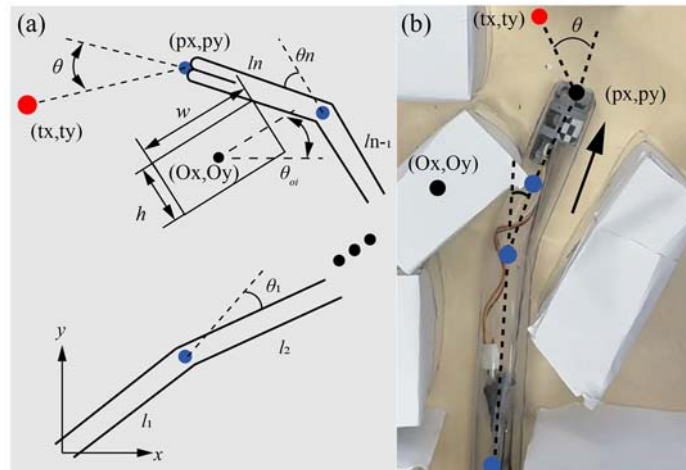 (a)
(px,py)
θ
ln
θn
(tx,ty)
w
ln-1
(Ox,Oy)
θoi
h
θ1
y
l2
l1
x
(b)
(tx,ty)
θ
(px,py)
(Ox,Oy)